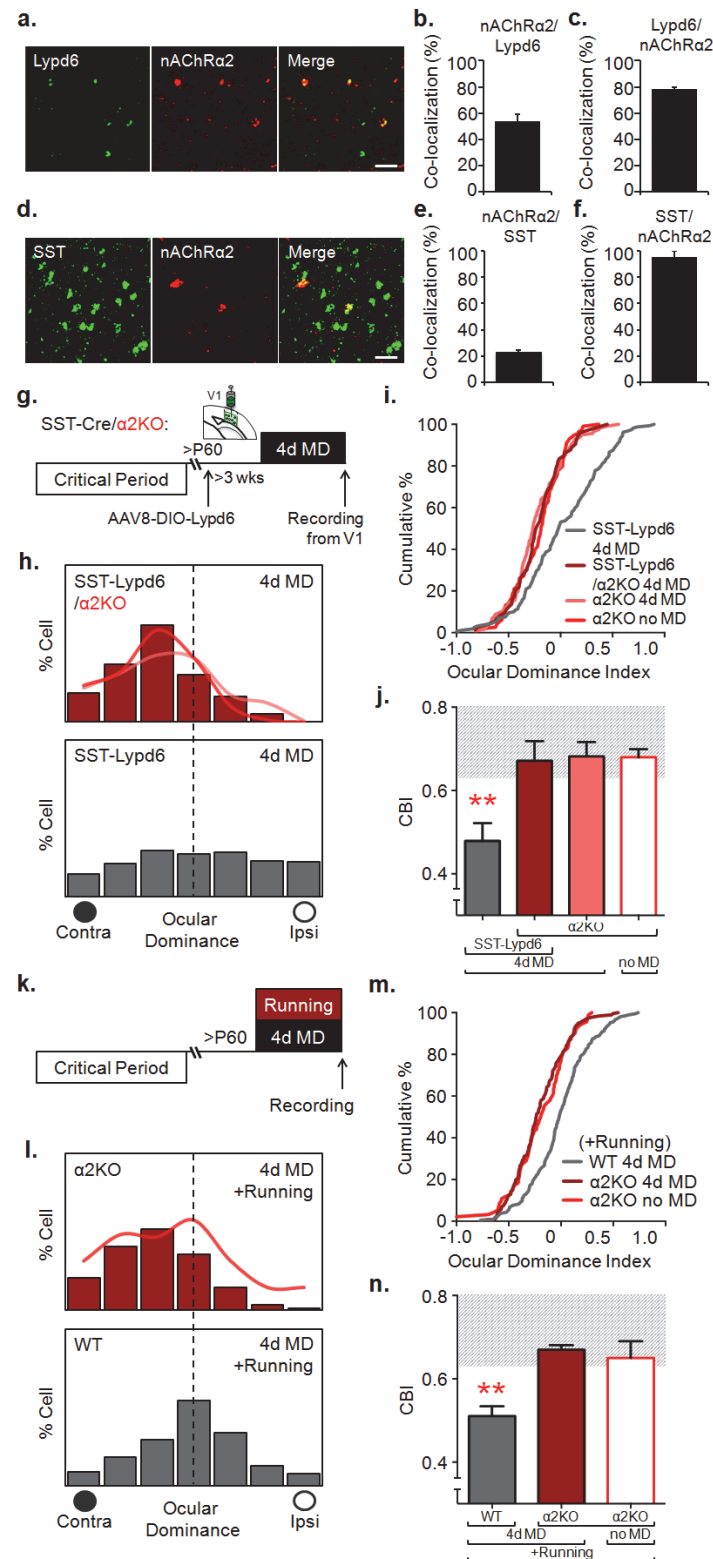 a.
Lypd6
nAChRα2
Merge
b.
nAChRα2/
Lypd6
Co-localization (%)
100
80
60
40
20
0
c.
Lypd6/
nAChRα2
Co-localization (%)
100
80
60
40
20
0
d.
SST
nAChRα2
Merge
e.
nAChRα2/
SST
Co-localization (%)
100
80
60
40
20
0
f.
SST/
nAChRα2
Co-localization (%)
100
80
60
40
20
0
g.
SST-Cre/α2KO:
V1
>P60
4d MD
Critical Period
>3 wks
AAV8-DIO-Lypd6
Recording
from V1
h.
SST-Lypd6
/α2KO
4d MD
% Cell
SST-Lypd6
4d MD
% Cell
Contra
Ocular
Dominance
Ipsi
i.
Cumulative %
100
80
60
40
20
0
SST-Lypd6
4d MD
SST-Lypd6
/α2KO 4d MD
α2KO 4d MD
α2KO no MD
-1.0 -0.5 0 0.5 1.0
Ocular Dominance Index
j.
CBI
0.8
0.6
0.4
**
α2KO
SST-Lypd6
4d MD
no MD
k.
Running
>P60
4d MD
Critical Period
Recording
l.
α2KO
4d MD
+Running
% Cell
WT
4d MD
+Running
% Cell
Contra
Ocular
Dominance
Ipsi
m.
Cumulative %
100
80
60
40
20
0
(+Running)
WT 4d MD
α2KO 4d MD
α2KO no MD
-1.0 -0.5 0 0.5 1.0
Ocular Dominance Index
n.
CBI
0.8
0.6
0.4
**
WT α2KO α2KO
4d MD no MD
+Running